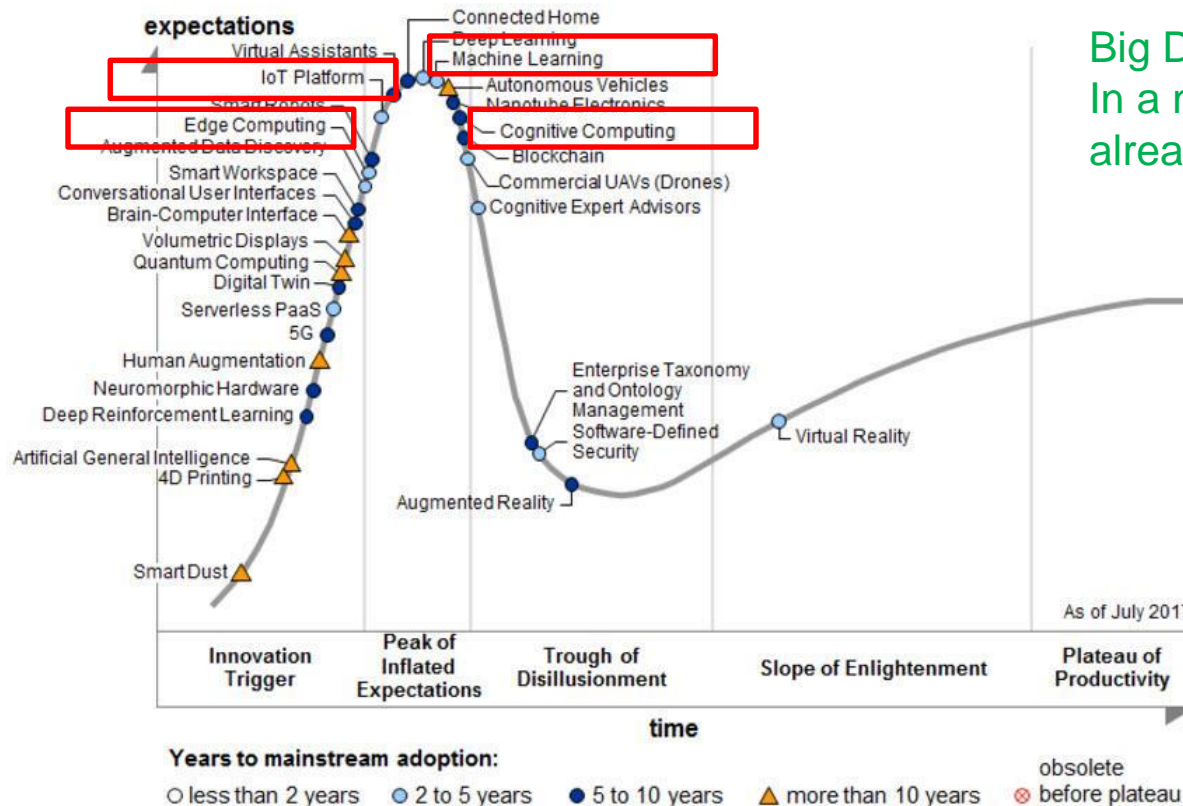 expectations
Connected Home
Virtual Assistants
Deep Learning
IoT Platform
Machine Learning
Smart Robots
Autonomous Vehicles
Nanotube Electronics
Edge Computing
Cognitive Computing
Augmented Data Discovery
Blockchain
Smart Workspace
Commercial UAVs (Drones)
Conversational User Interfaces
Cognitive Expert Advisors
Brain-Computer Interface
Volumetric Displays
Quantum Computing
Digital Twin
Serverless PaaS
5G
Human Augmentation
Neuromorphic Hardware
Deep Reinforcement Learning
Artificial General Intelligence
4D Printing
Smart Dust
Enterprise Taxonomy
and Ontology
Management
Software-Defined
Security
Augmented Reality
Virtual Reality
Big D
In a
alrea
As of July 2017
Innovation
Trigger
Peak of
Inflated
Expectations
Trough of
Disillusionment
Slope of Enlightenment
Plateau of
Productivity
time
Years to mainstream adoption:
less than 2 years
2 to 5 years
5 to 10 years
more than 10 years
obsolete
before plateau